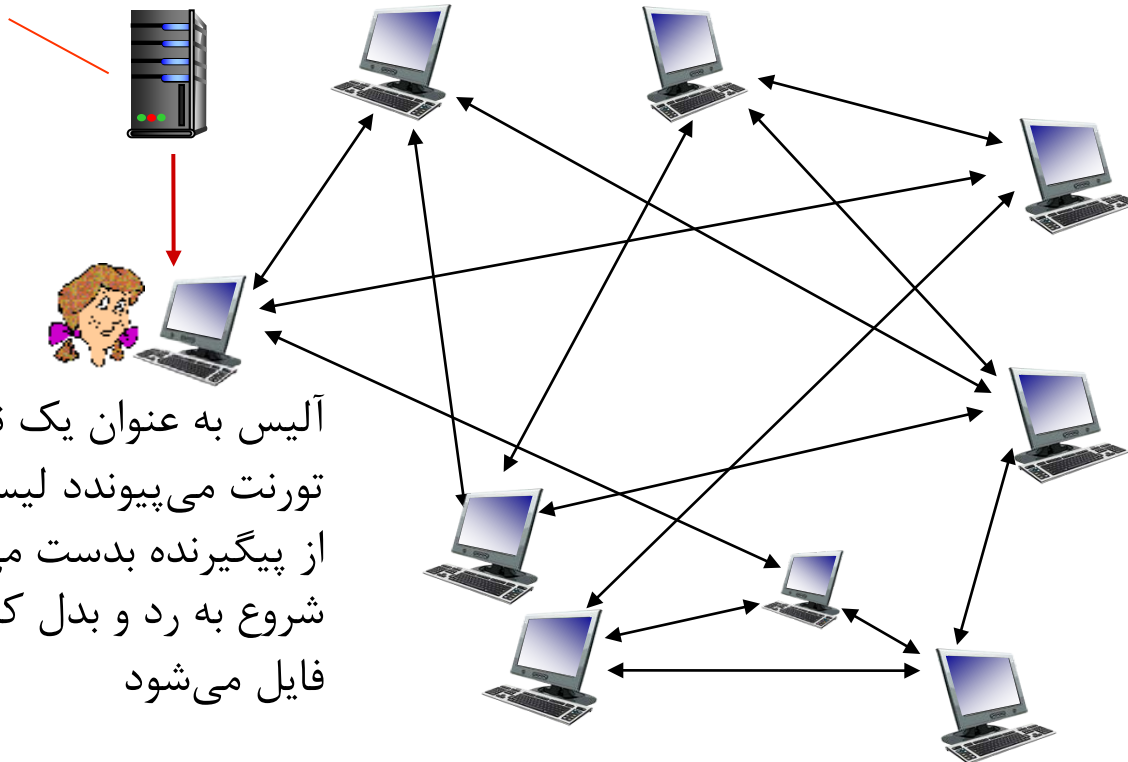 آلیس به عنوان یک
تورنت می‌پیوندد
از پیگیرنده بدست
شروع به رد و بدل
فایل می‌شود